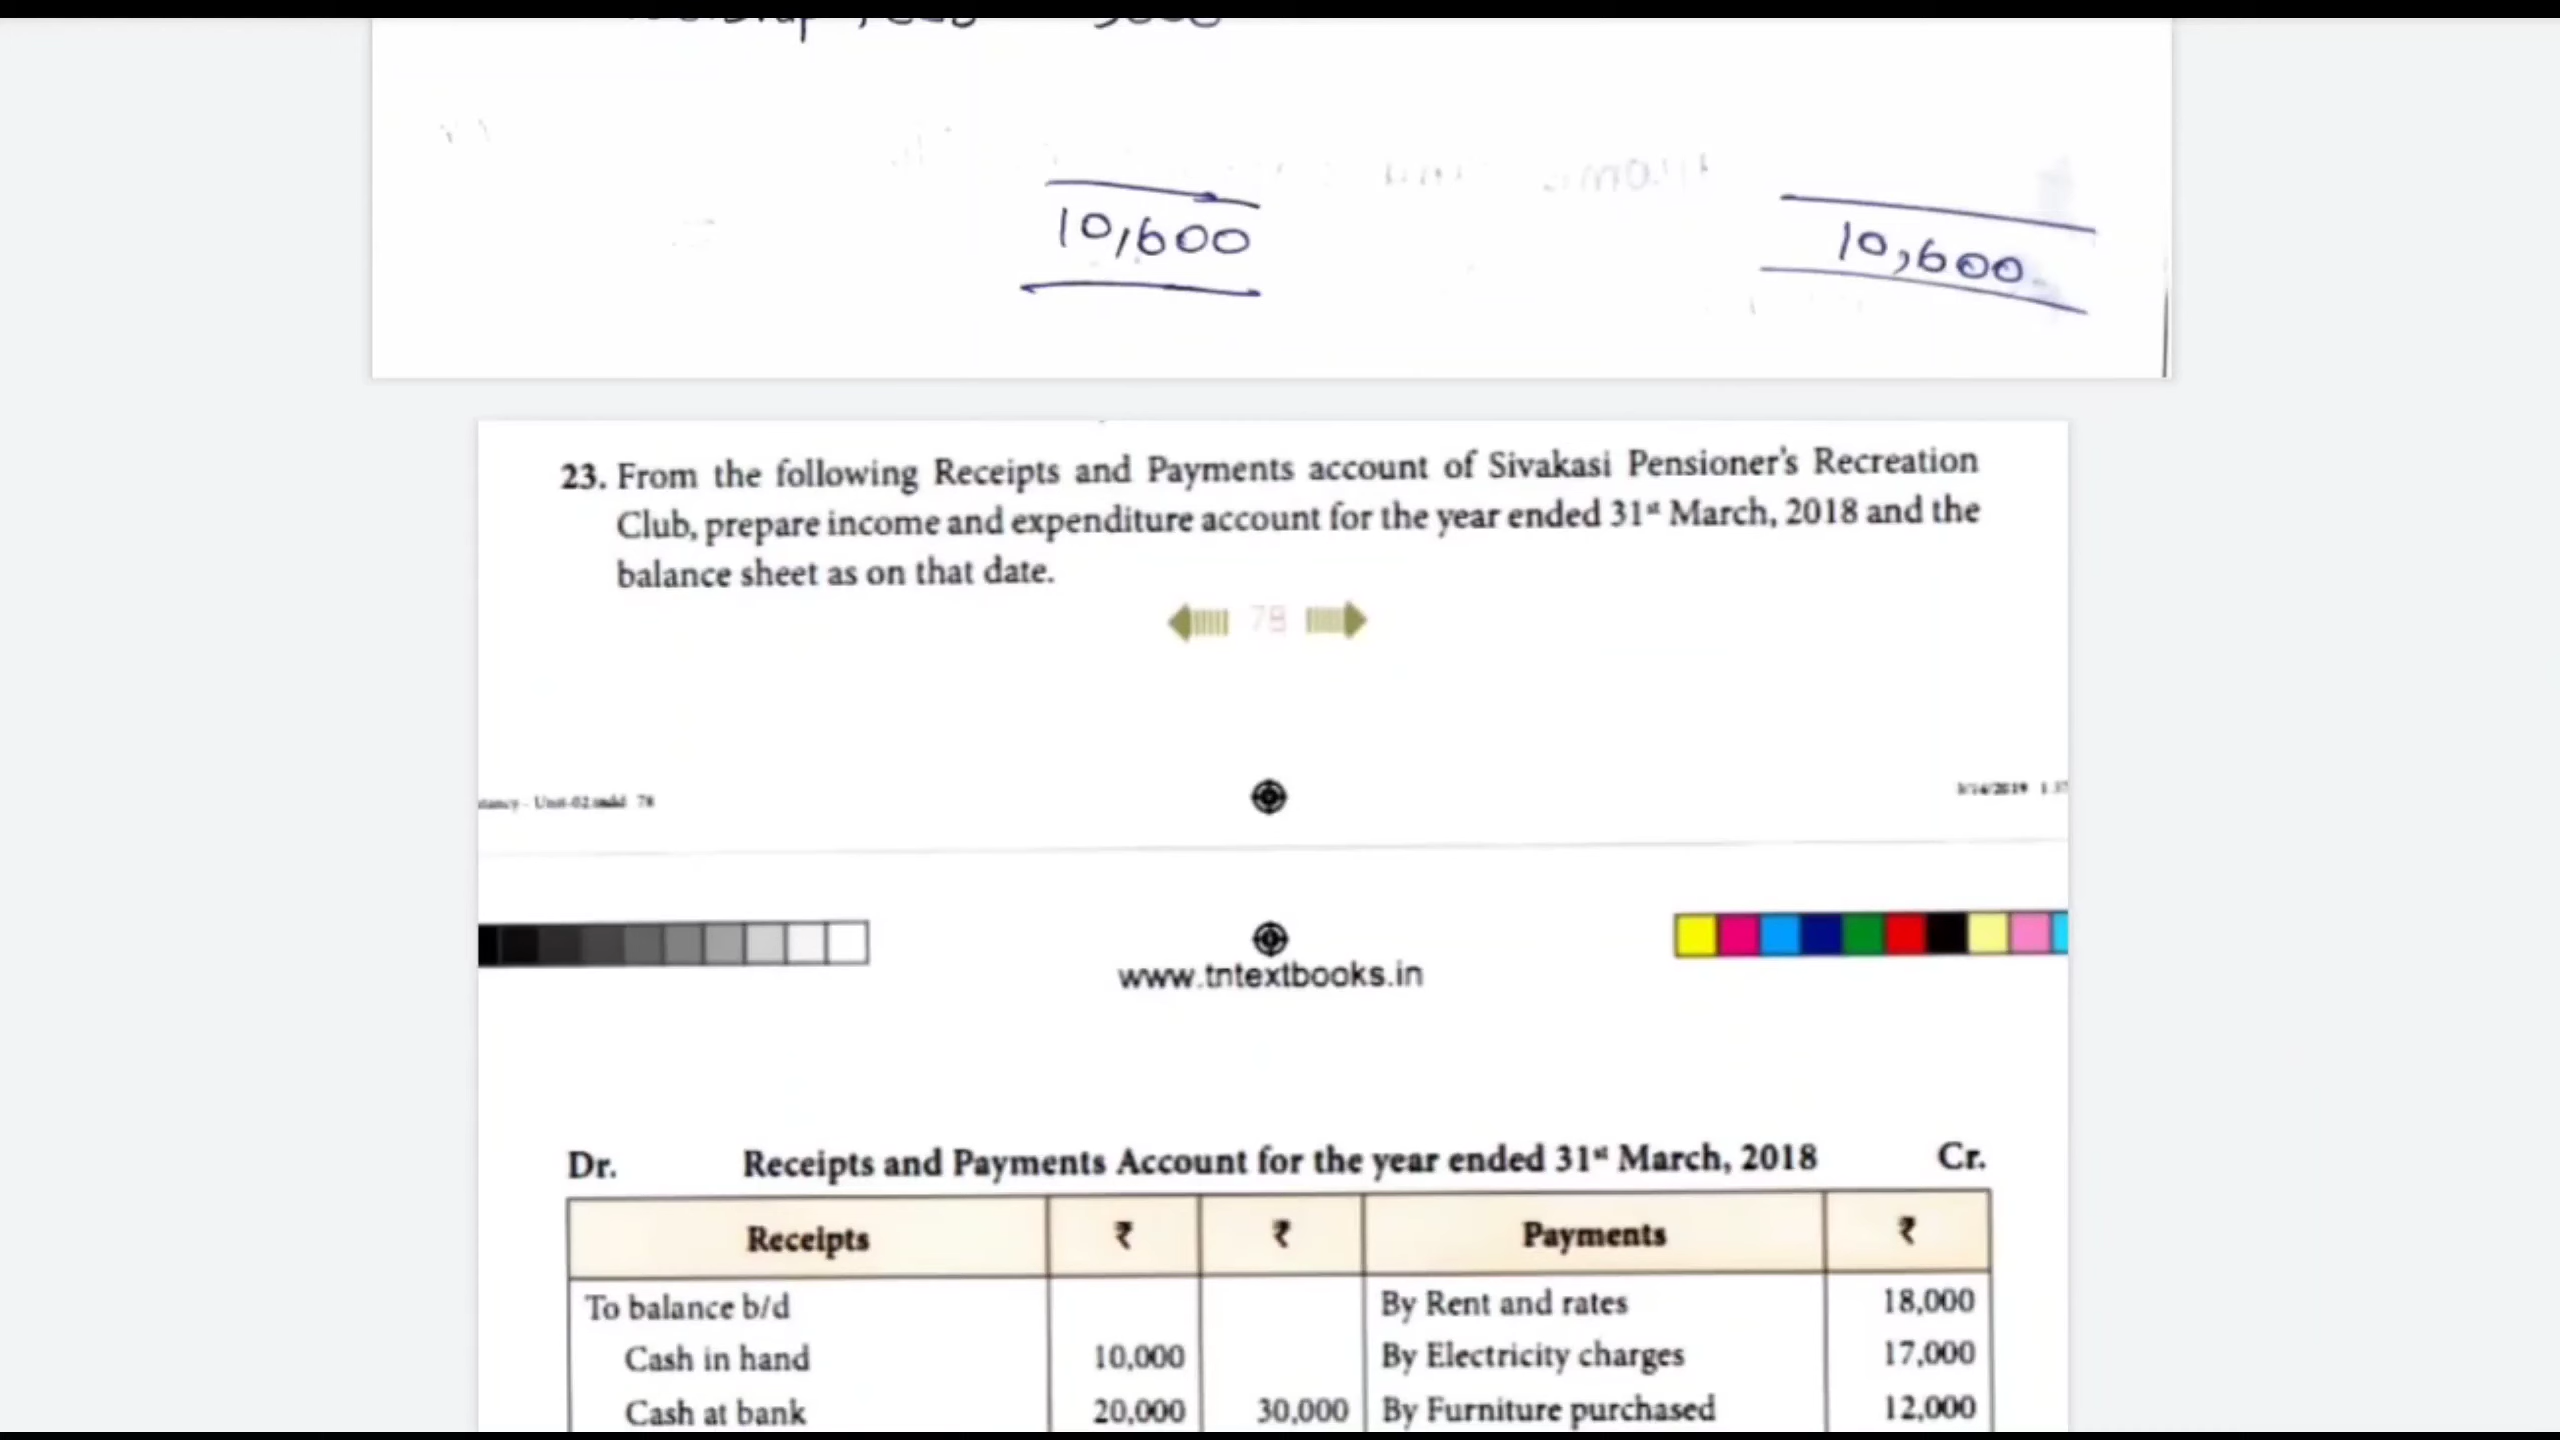 10,600
10,600
23. From the following Receipts and Payments account of Sivakasi Pensioner's Recreation
Club, prepare income and expenditure account for the year ended 31st March, 2018 and the
balance sheet as on that date.
78
www.tntextbooks.in
Dr. Receipts and Payments Account for the year ended 31st March, 2018 Cr.
Receipts ₹ ₹ Payments ₹
To balance b/d By Rent and rates 18,000
Cash in hand 10,000 By Electricity charges 17,000
Cash at bank 20,000 30,000 By Furniture purchased 12,000